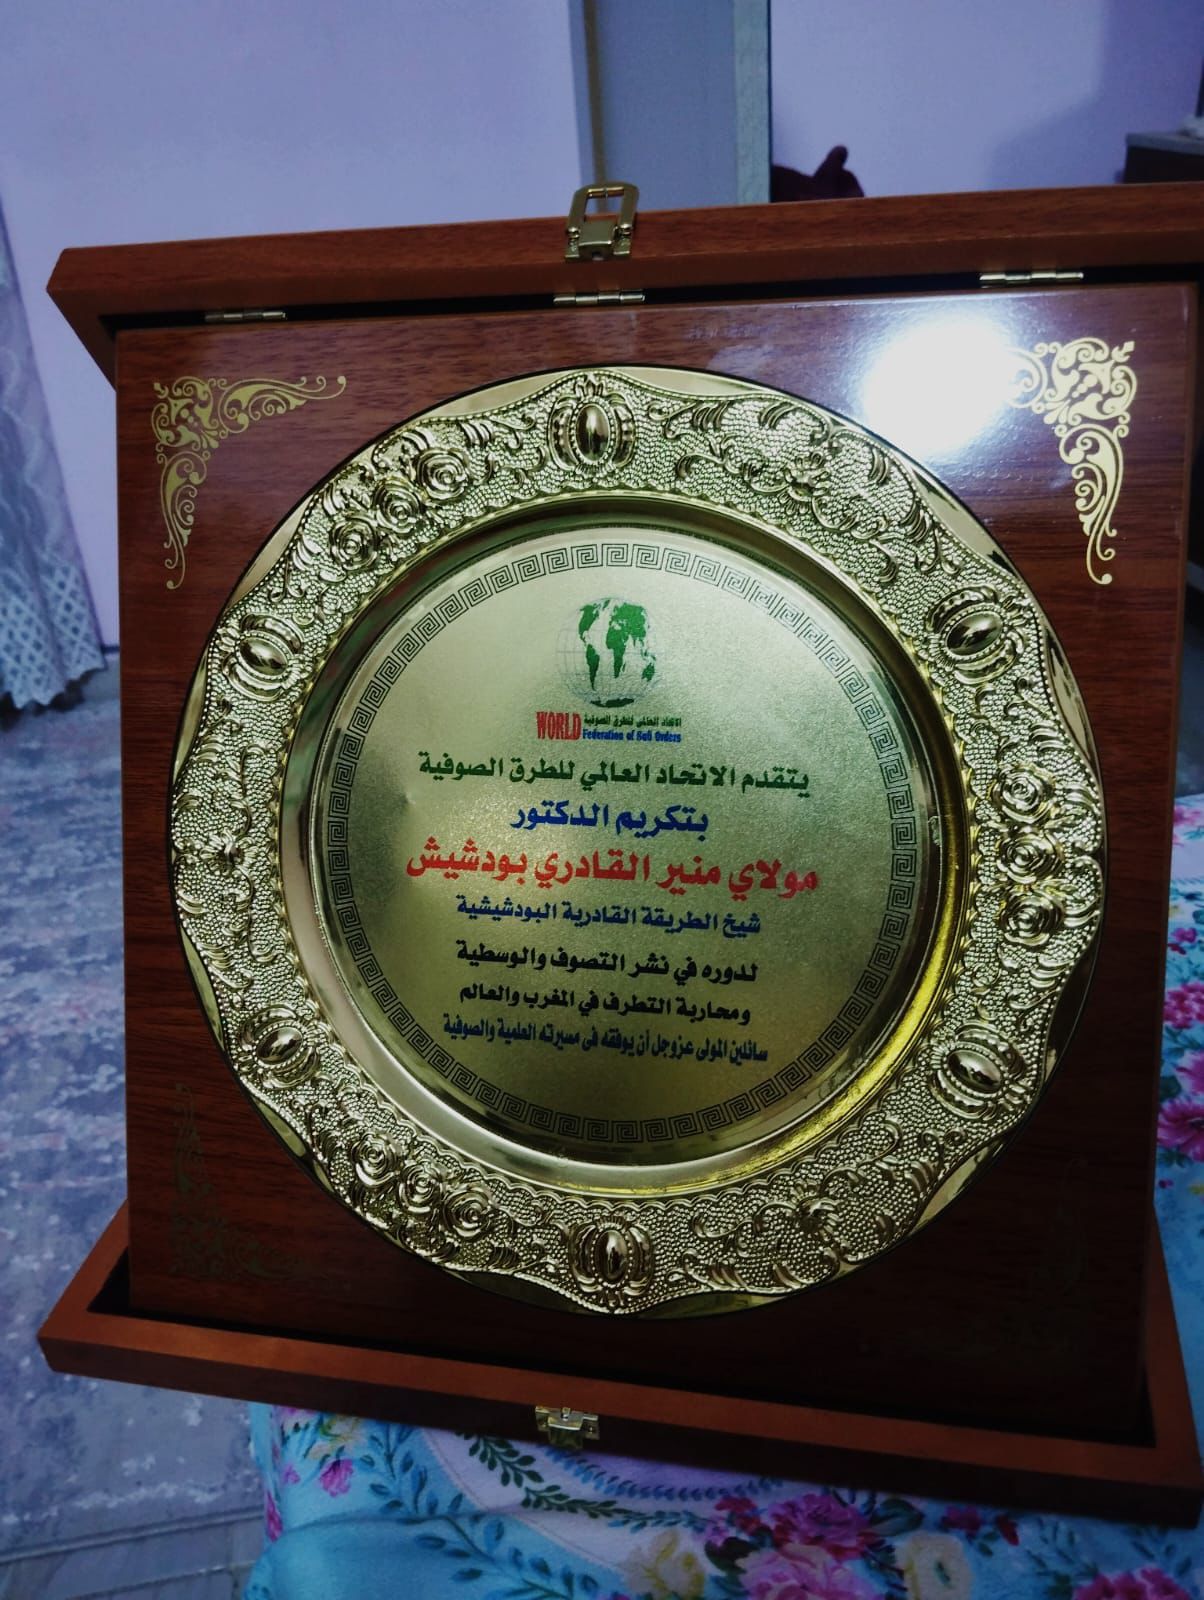 الاتحاد العالمي للطرق الصوفية
WORLD Federation of Sufi Orders
يتقدم الاتحاد العالمي للطرق الصوفية
بتكريم الدكتور
مولاي منير القادري بودشيش
شيخ الطريقة القادرية البودشيشية
لدوره في نشر التصوف والوسطية
ومحاربة التطرف في المغرب والعالم
سائلين المولى عزوجل أن يوفقه فى مسيرته العلمية والصوفية